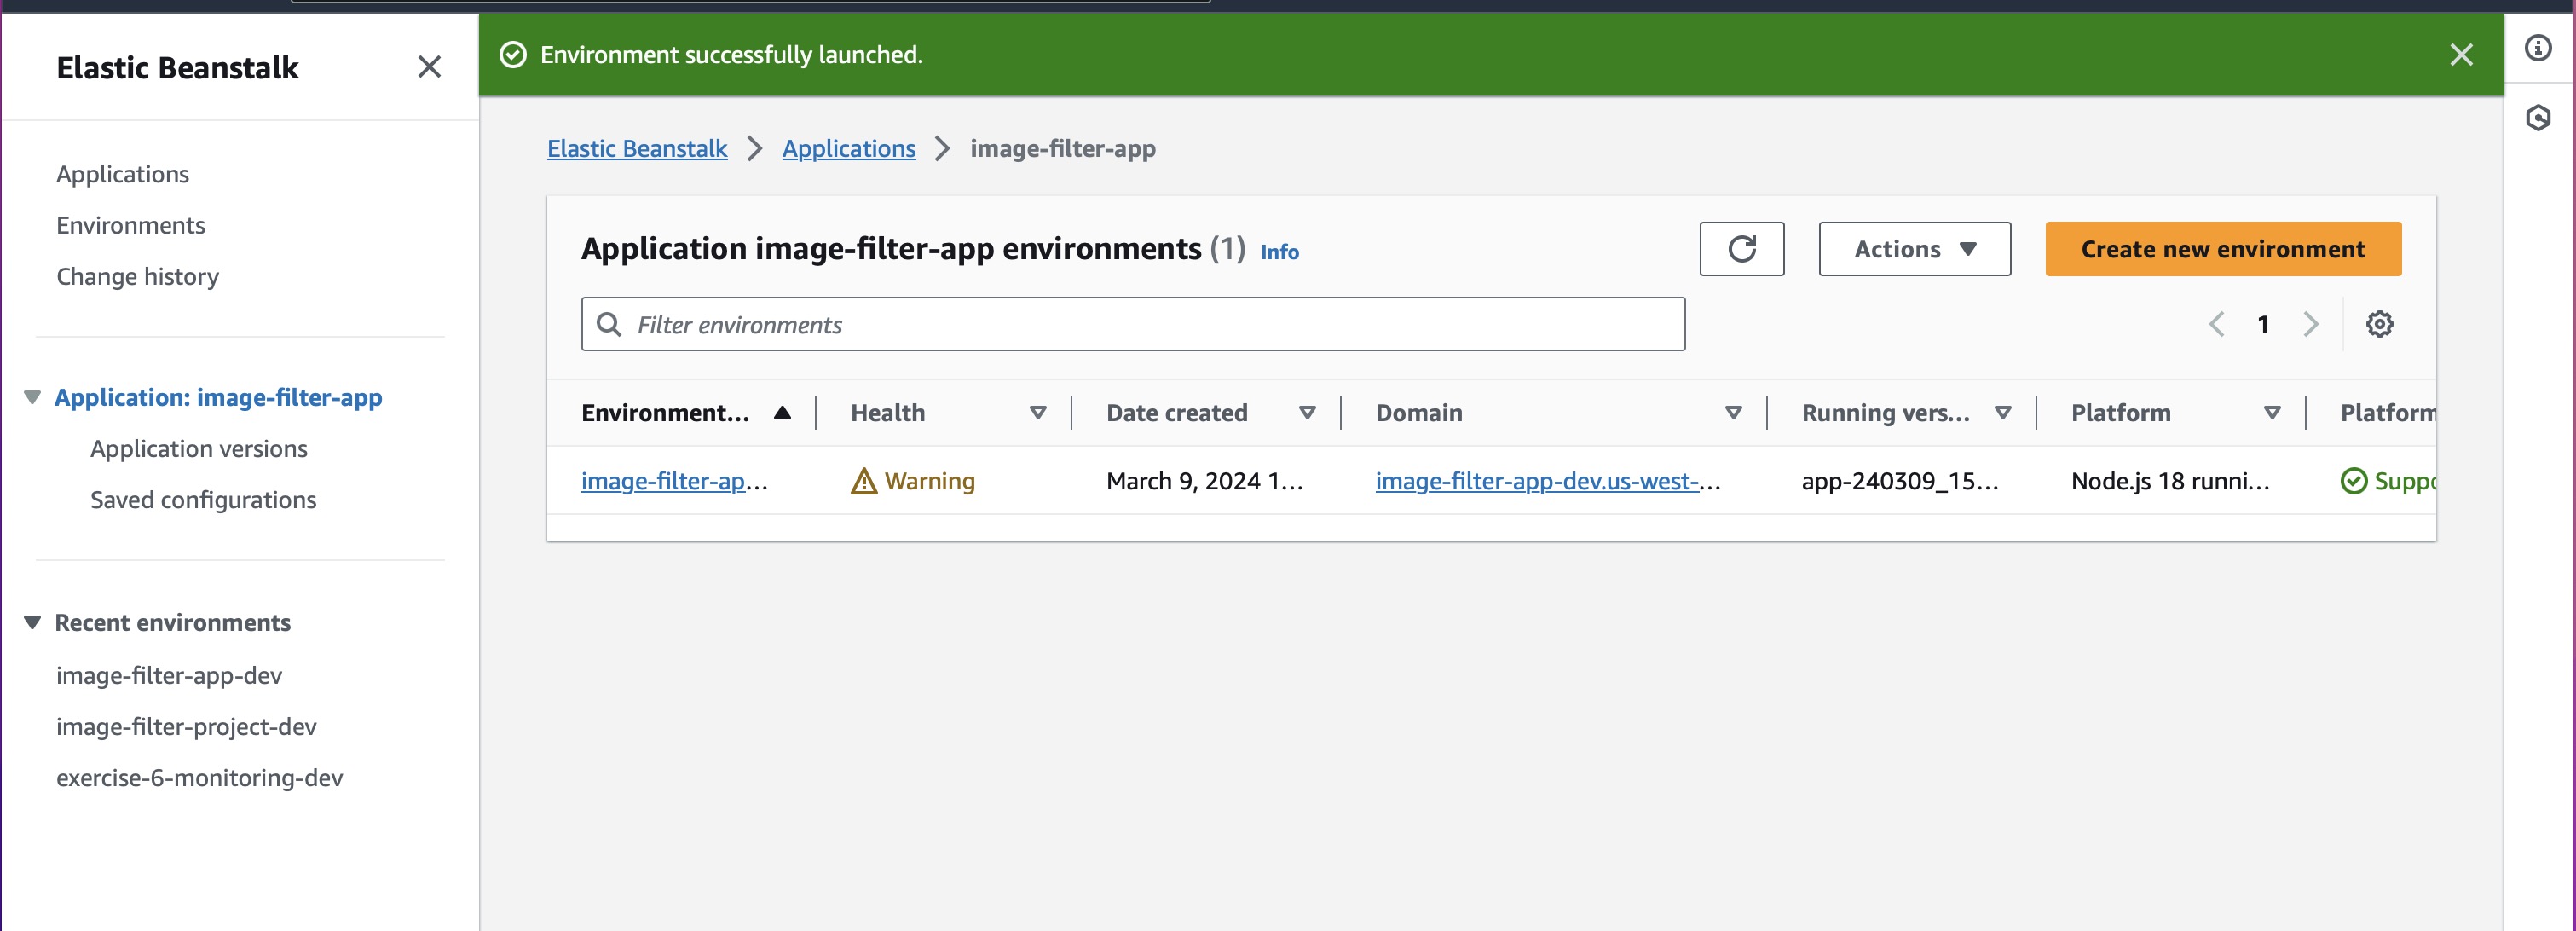 Elastic Beanstalk
Applications
Environments
Change history
Application: image-filter-app
Application versions
Saved configurations
Recent environments
image-filter-app-dev
image-filter-project-dev
exercise-6-monitoring-dev
Environment successfully launched.
Elastic Beanstalk > Applications > image-filter-app
Application image-filter-app environments (1) Info
Actions
Create new environment
Filter environments
1
Environment... Health Date created Domain Running vers... Platform Platform
image-filter-ap... Warning March 9, 2024 1... image-filter-app-dev.us-west-... app-240309_15... Node.js 18 runni... Suppo